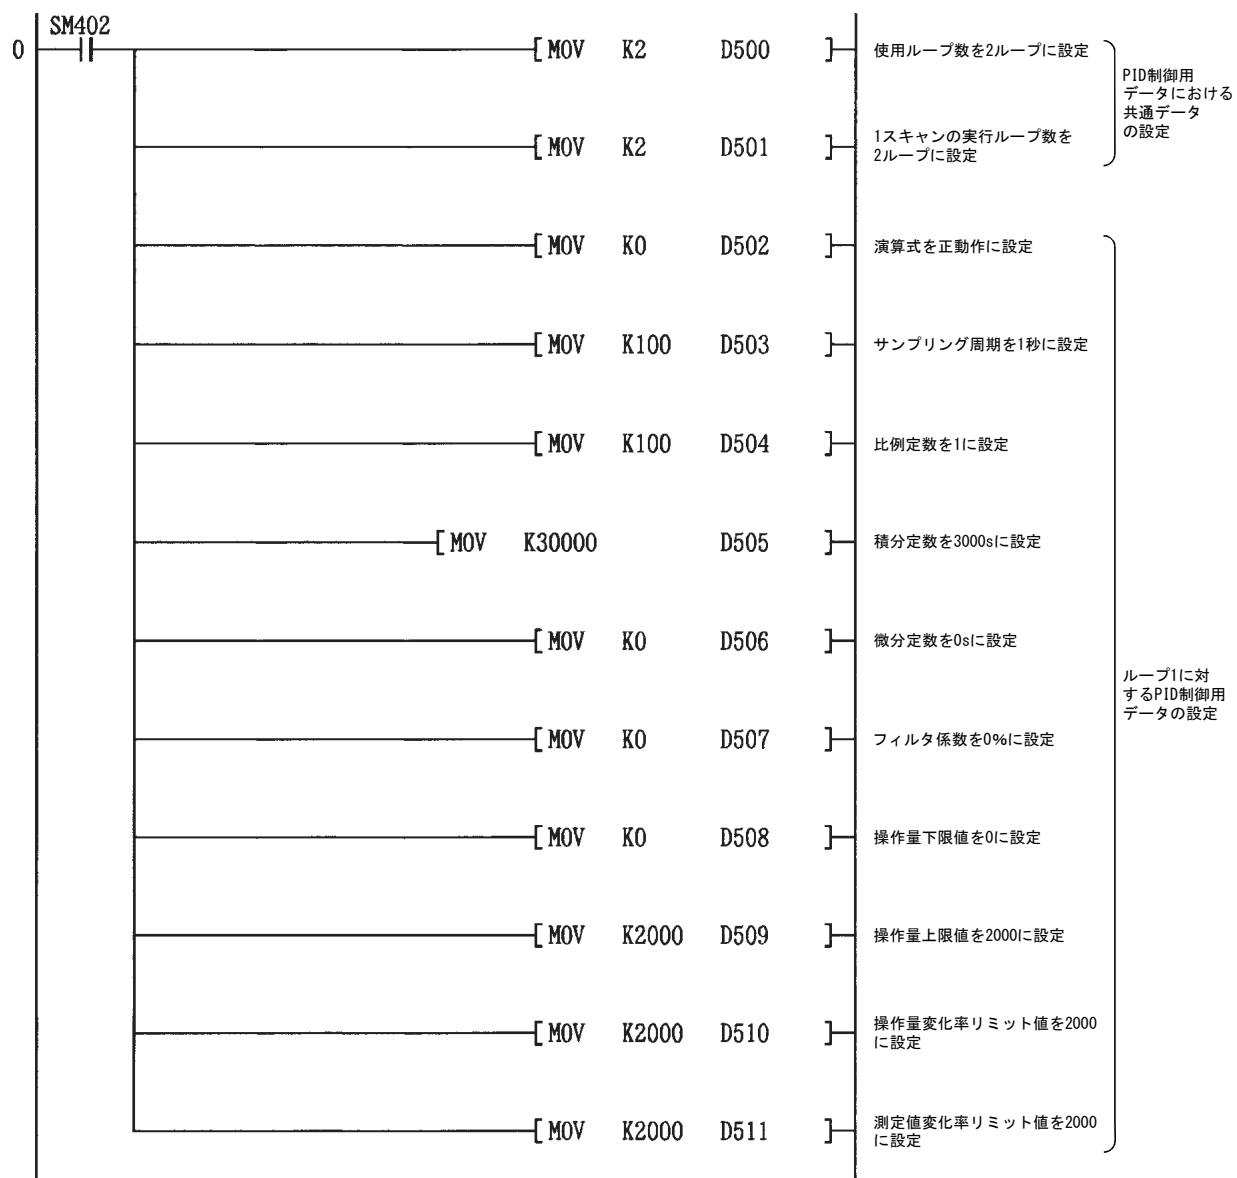 SM402
0
MOV K2 D500
使用ループ数を2ループに設定
PID制御用
データにおける
共通データ
の設定
MOV K2 D501
1スキャンの実行ループ数を
2ループに設定
MOV K0 D502
演算式を正動作に設定
MOV K100 D503
サンプリング周期を1秒に設定
MOV K100 D504
比例定数を1に設定
MOV K30000 D505
積分定数を3000sに設定
MOV K0 D506
微分定数を0sに設定
ループ1に対
するPID制御用
データの設定
MOV K0 D507
フィルタ係数を0%に設定
MOV K0 D508
操作量下限値を0に設定
MOV K2000 D509
操作量上限値を2000に設定
MOV K2000 D510
操作量変化率リミット値を2000
に設定
MOV K2000 D511
測定値変化率リミット値を2000
に設定